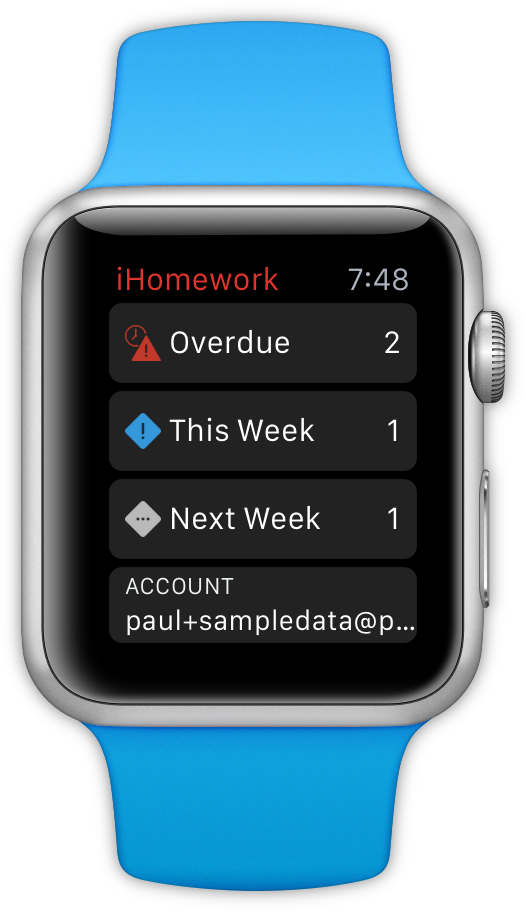 iHomework 7:48
Overdue 2
This Week 1
Next Week 1
ACCOUNT
paul+sampledata@p...